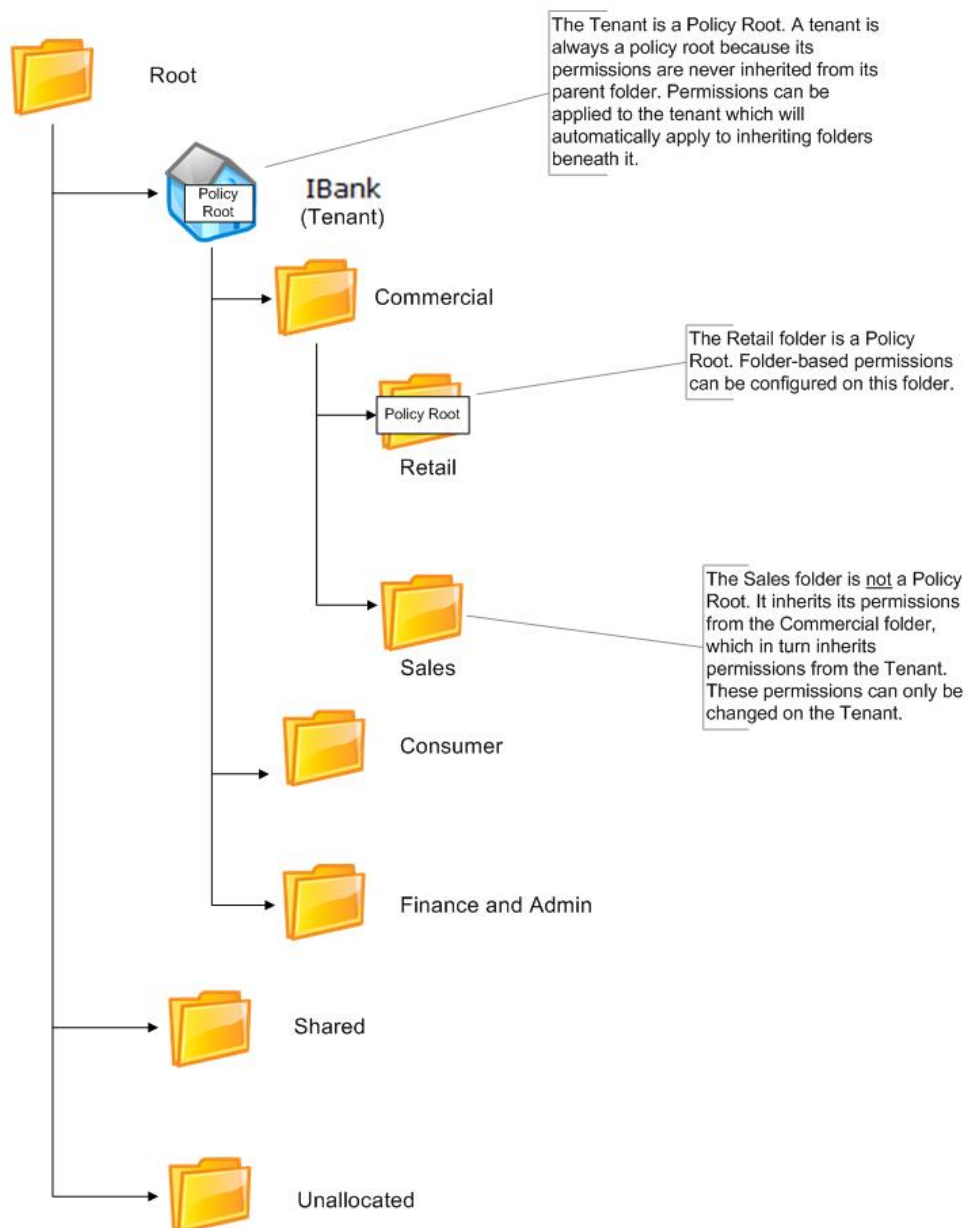 The Tenant is a Policy Root. A tenant is
always a policy root because its
permissions are never inherited from its
parent folder. Permissions can be
applied to the tenant which will
automatically apply to inheriting folders
beneath it.
Root
Policy
Root
IBank
(Tenant)
Commercial
The Retail folder is a Policy
Root. Folder-based permissions
can be configured on this folder.
Policy Root
Retail
The Sales folder is not a Policy
Root. It inherits its permissions
from the Commercial folder,
which in turn inherits
permissions from the Tenant.
These permissions can only be
changed on the Tenant.
Sales
Consumer
Finance and Admin
Shared
Unallocated